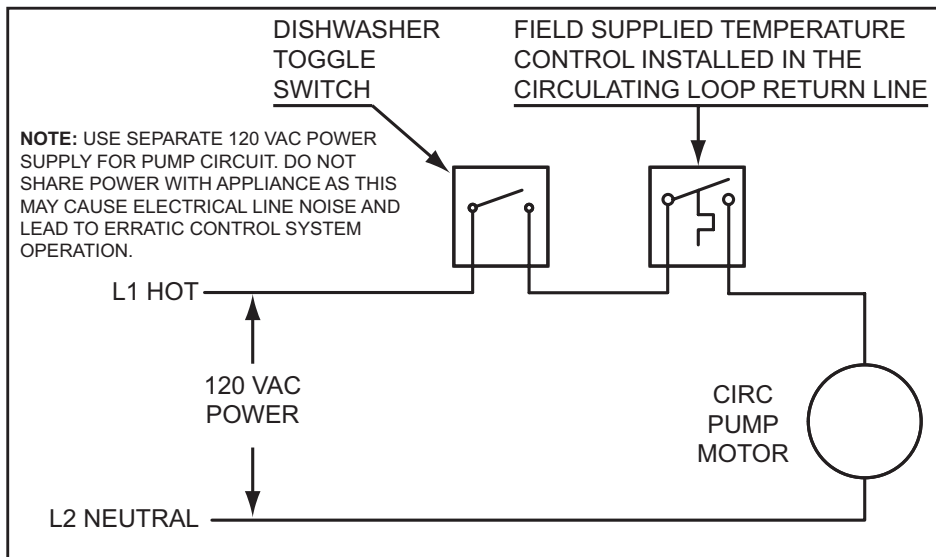 DISHWASHER
TOGGLE
SWITCH
FIELD SUPPLIED TEMPERATURE
CONTROL INSTALLED IN THE
CIRCULATING LOOP RETURN LINE
NOTE: USE SEPARATE 120 VAC POWER
SUPPLY FOR PUMP CIRCUIT. DO NOT
SHARE POWER WITH APPLIANCE AS THIS
MAY CAUSE ELECTRICAL LINE NOISE AND
LEAD TO ERRATIC CONTROL SYSTEM
OPERATION.
L1 HOT
120 VAC
POWER
CIRC
PUMP
MOTOR
L2 NEUTRAL